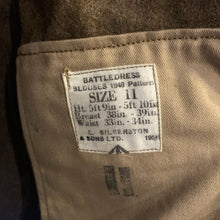 BATTLEDRESS
BLOUSES 1949 Pattern
SIZE 11
Ht. 5ft 9in - 5ft 10in
Breast 38in. - 39in.
Waist 33in. - 34in.
L. SILBERSTON
& SONS LTD.